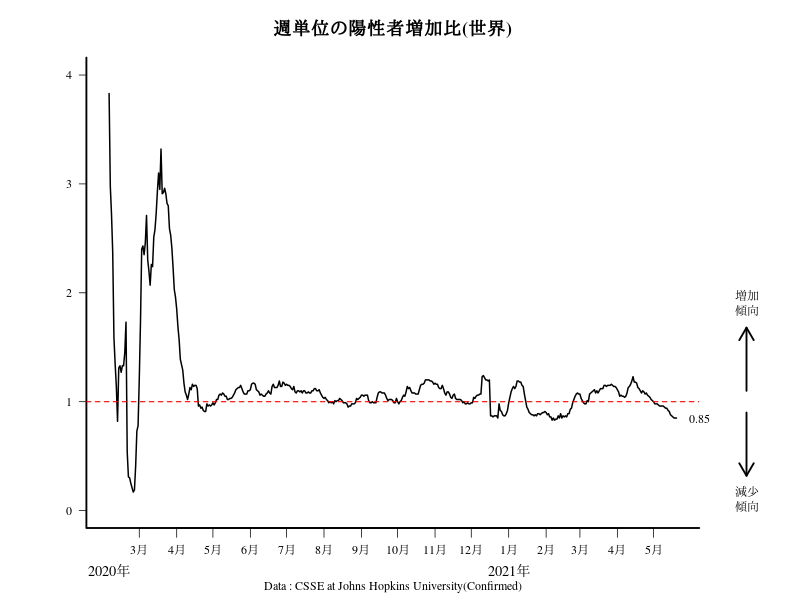 週単位の陽性者増加比(世界)
4
3
2
1
0
増加
傾向
0.85
減少
傾向
3月 4月 5月 6月 7月 8月 9月 10月 11月 12月 1月 2月 3月 4月 5月
2020年 2021年
Data : CSSE at Johns Hopkins University(Confirmed)